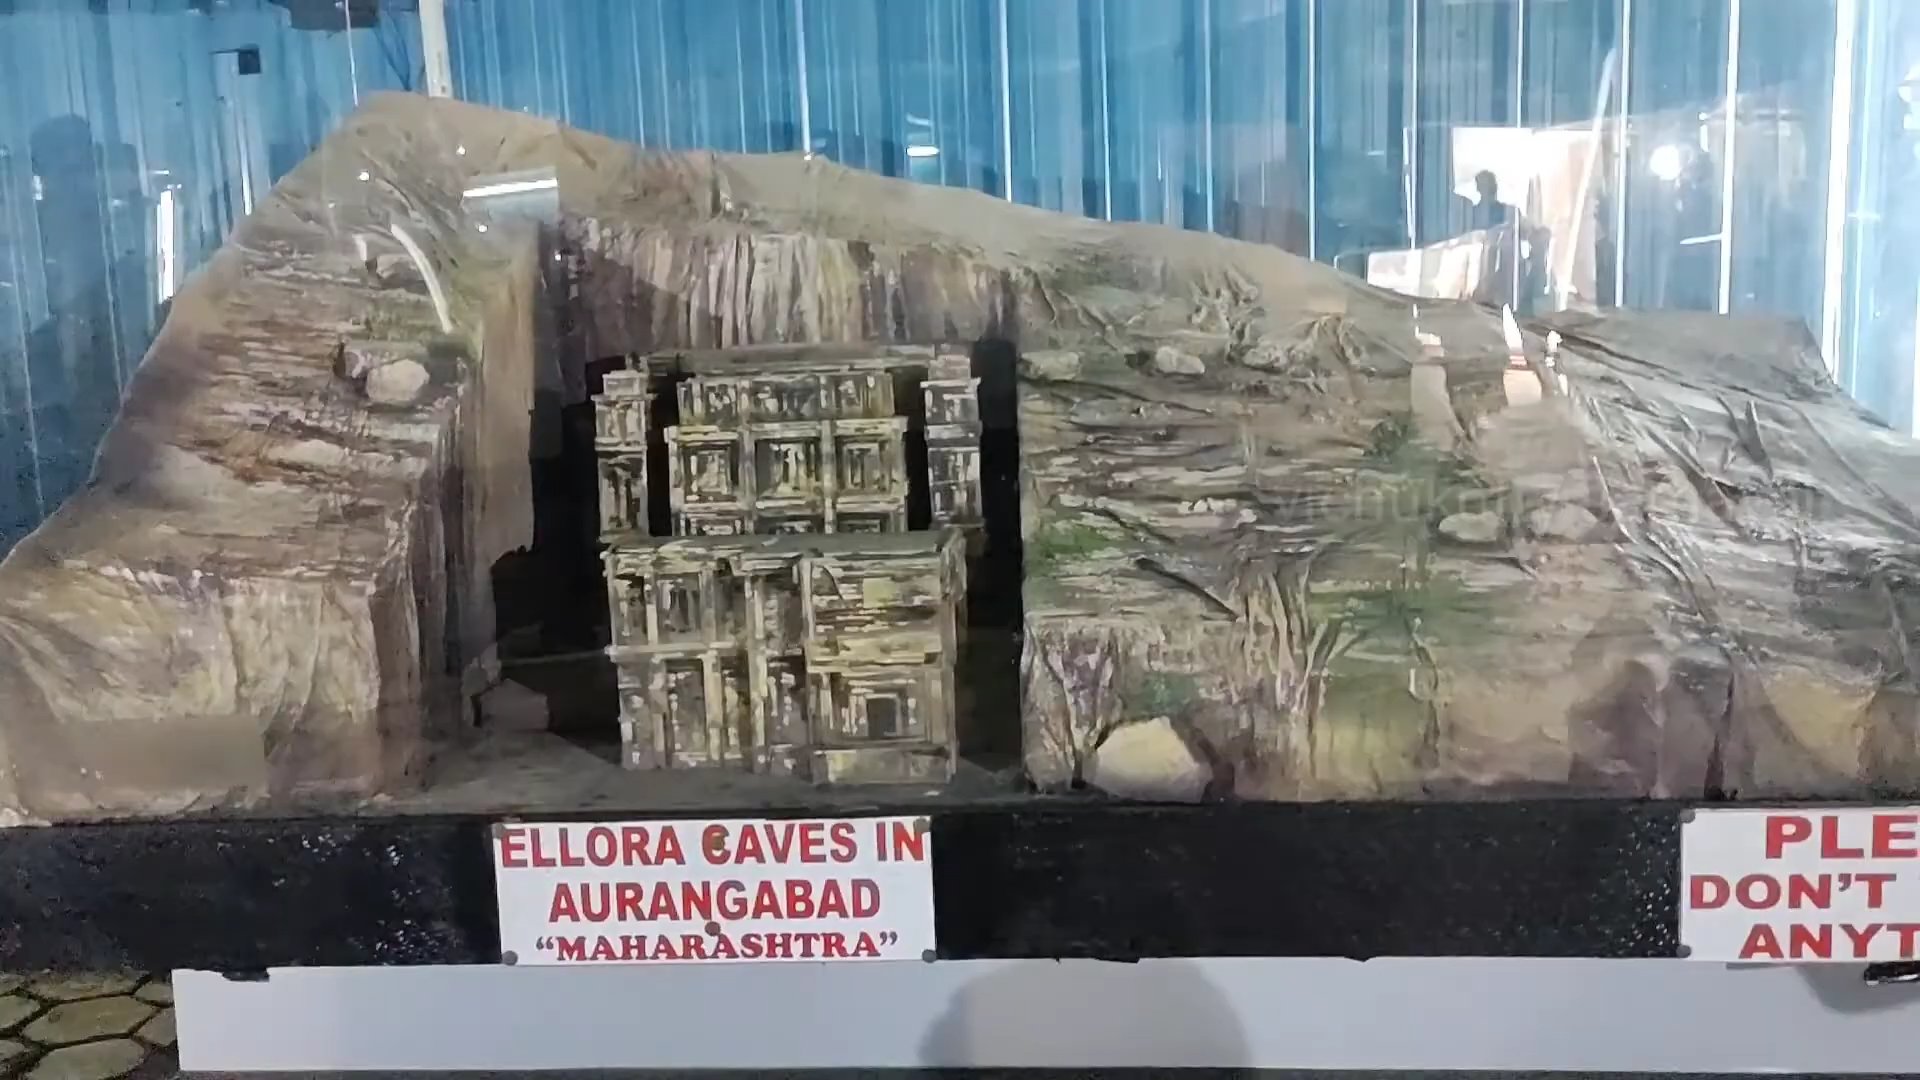 ELLORA CAVES IN
AURANGABAD
“MAHARASHTRA”
PLE
DON’T
ANYT